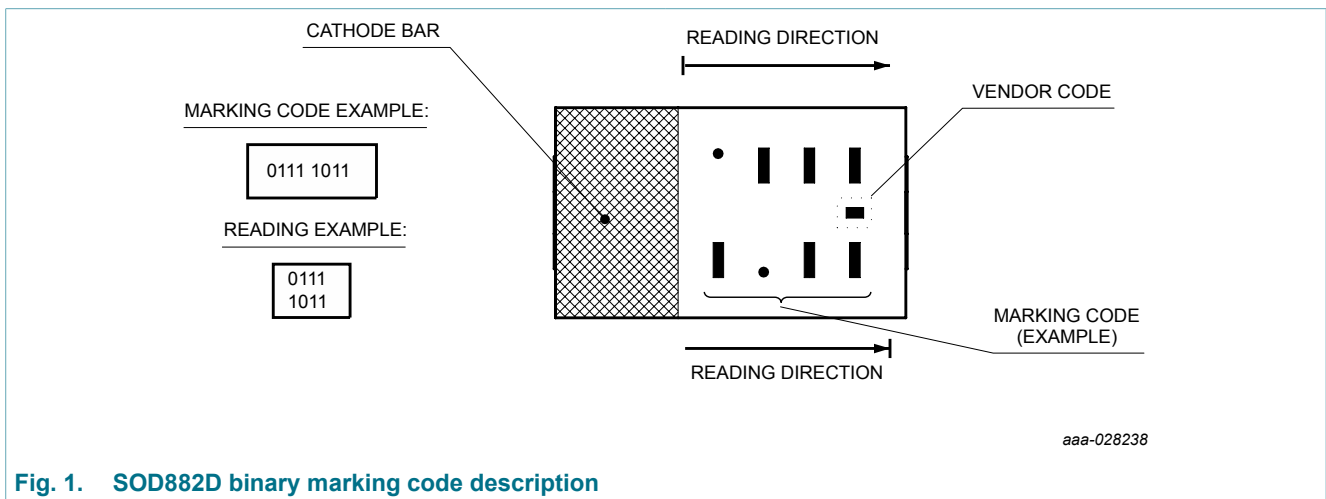 CATHODE BAR
READING DIRECTION
VENDOR CODE
MARKING CODE EXAMPLE:
0111 1011
READING EXAMPLE:
0111
1011
MARKING CODE
(EXAMPLE)
READING DIRECTION
aaa-028238
Fig. 1. SOD882D binary marking code description